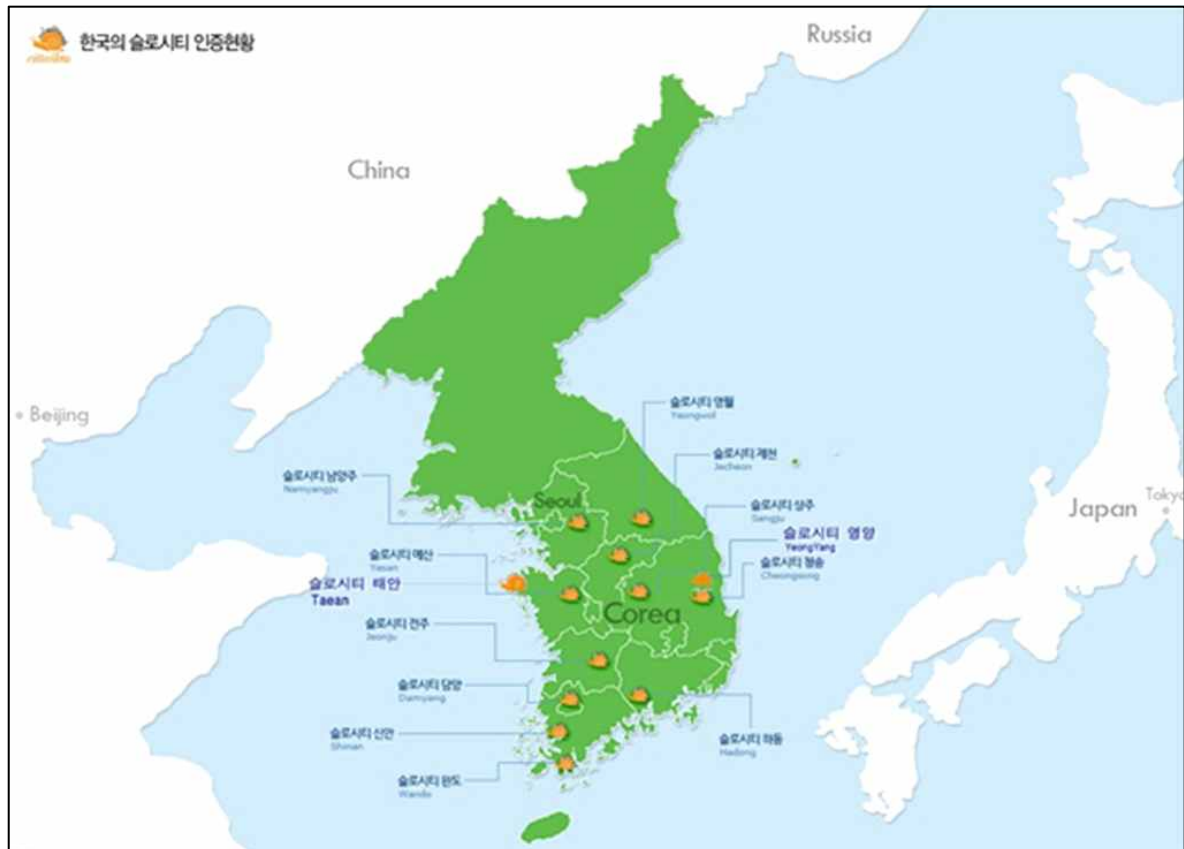 한국의 슬로시티 인증현황
Russia
China
Beijing
슬로시티 영월
Yeongwol
슬로시티 제천
Jecheon
슬로시티 남양주
Namyangju
Seoul
슬로시티 상주
Sangju
Japan
Tokyo
슬로시티 영양
YeongYang
슬로시티 예산
Yesan
슬로시티 청송
Cheongsong
슬로시티 태안
Taean
Corea
슬로시티 전주
Jeonju
슬로시티 담양
Damyang
슬로시티 신안
Shinan
슬로시티 하동
Hadong
슬로시티 완도
Wando